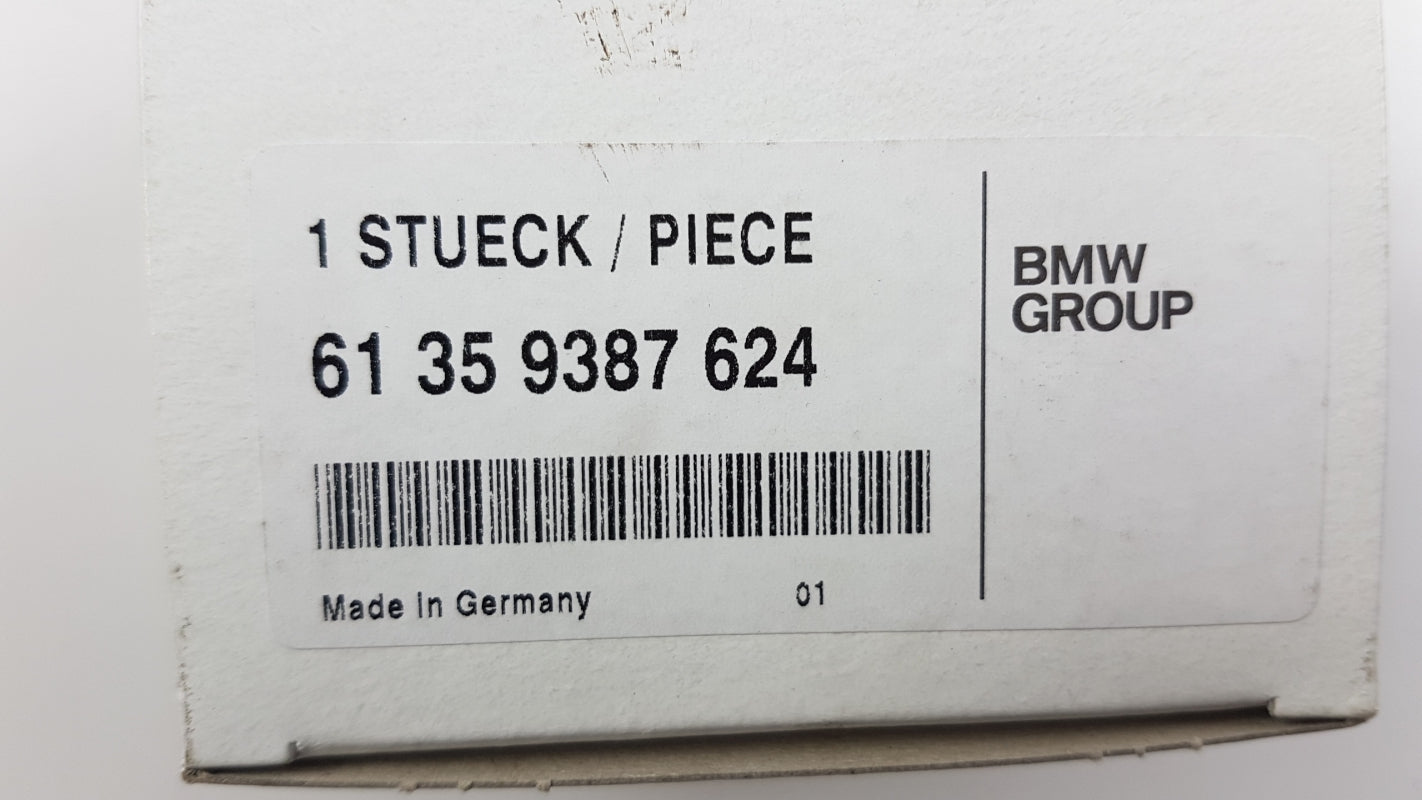 1 STUECK / PIECE
61 35 9387 624
Made in Germany 01
BMW
GROUP